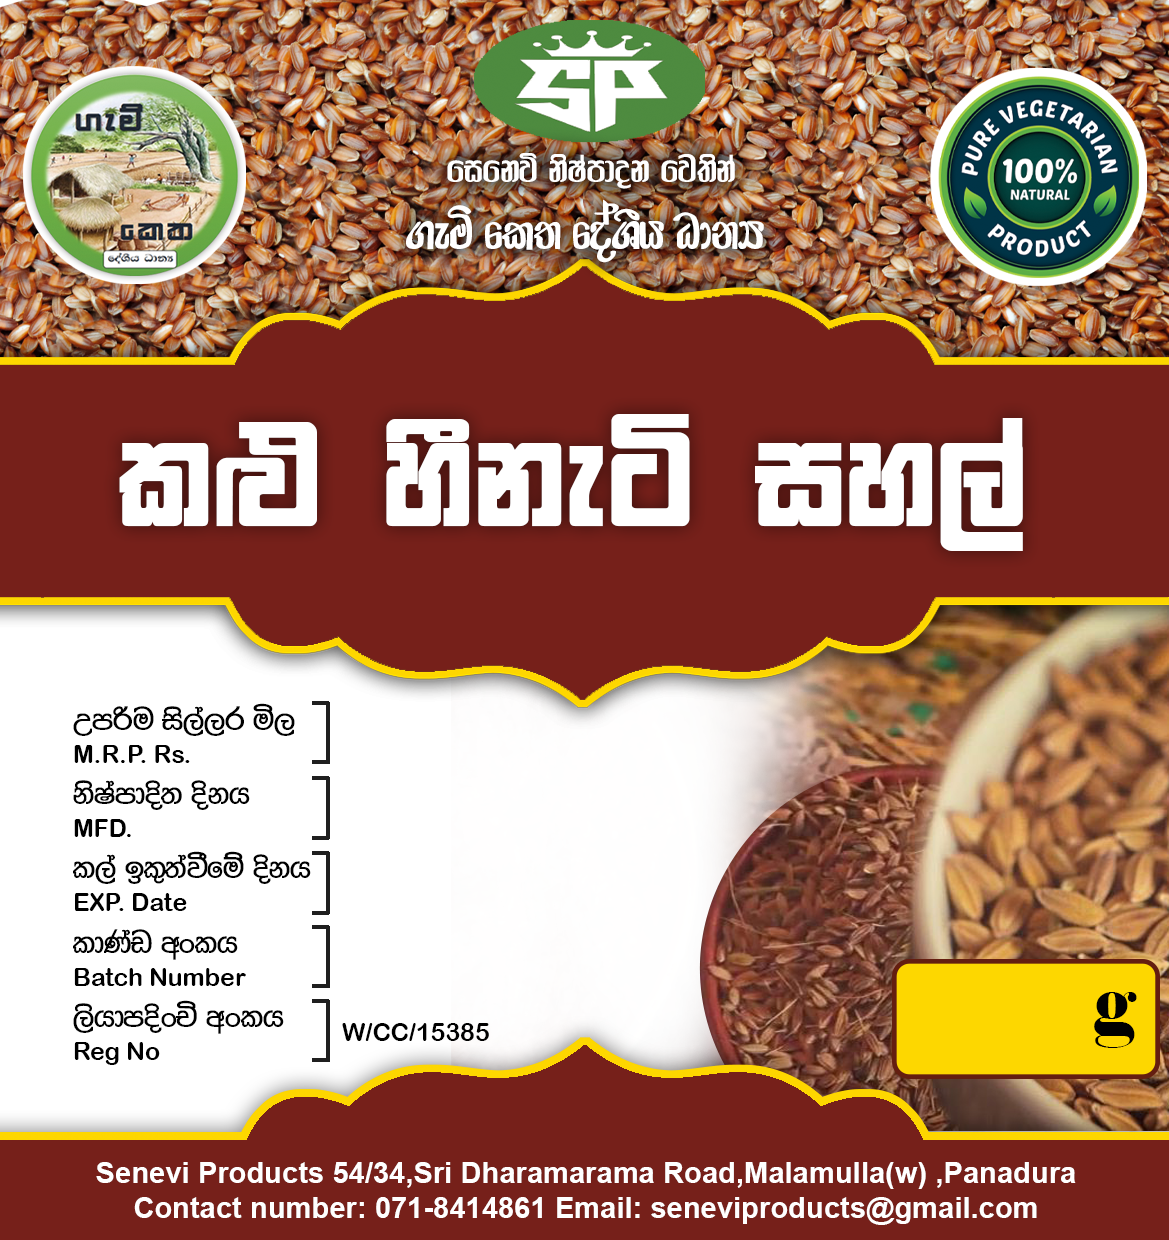 SP
සෙනෙවි නිෂ්පාදන වෙතින්
ගැමි කෙත දේශීය ධාන්‍ය
ගැමි
කෙත
දේශීය ධාන්‍ය
PURE VEGETARIAN
100%
NATURAL
PRODUCT
කළු හීනැටි සහල්
උපරිම සිල්ලර මිල
M.R.P. Rs.
නිෂ්පාදිත දිනය
MFD.
කල් ඉකුත්වීමේ දිනය
EXP. Date
කාණ්ඩ අංකය
Batch Number
ලියාපදිංචි අංකය
Reg No
W/CC/15385
g
Senevi Products 54/34,Sri Dharamarama Road,Malamulla(w) ,Panadura
Contact number: 071-8414861 Email: seneviproducts@gmail.com